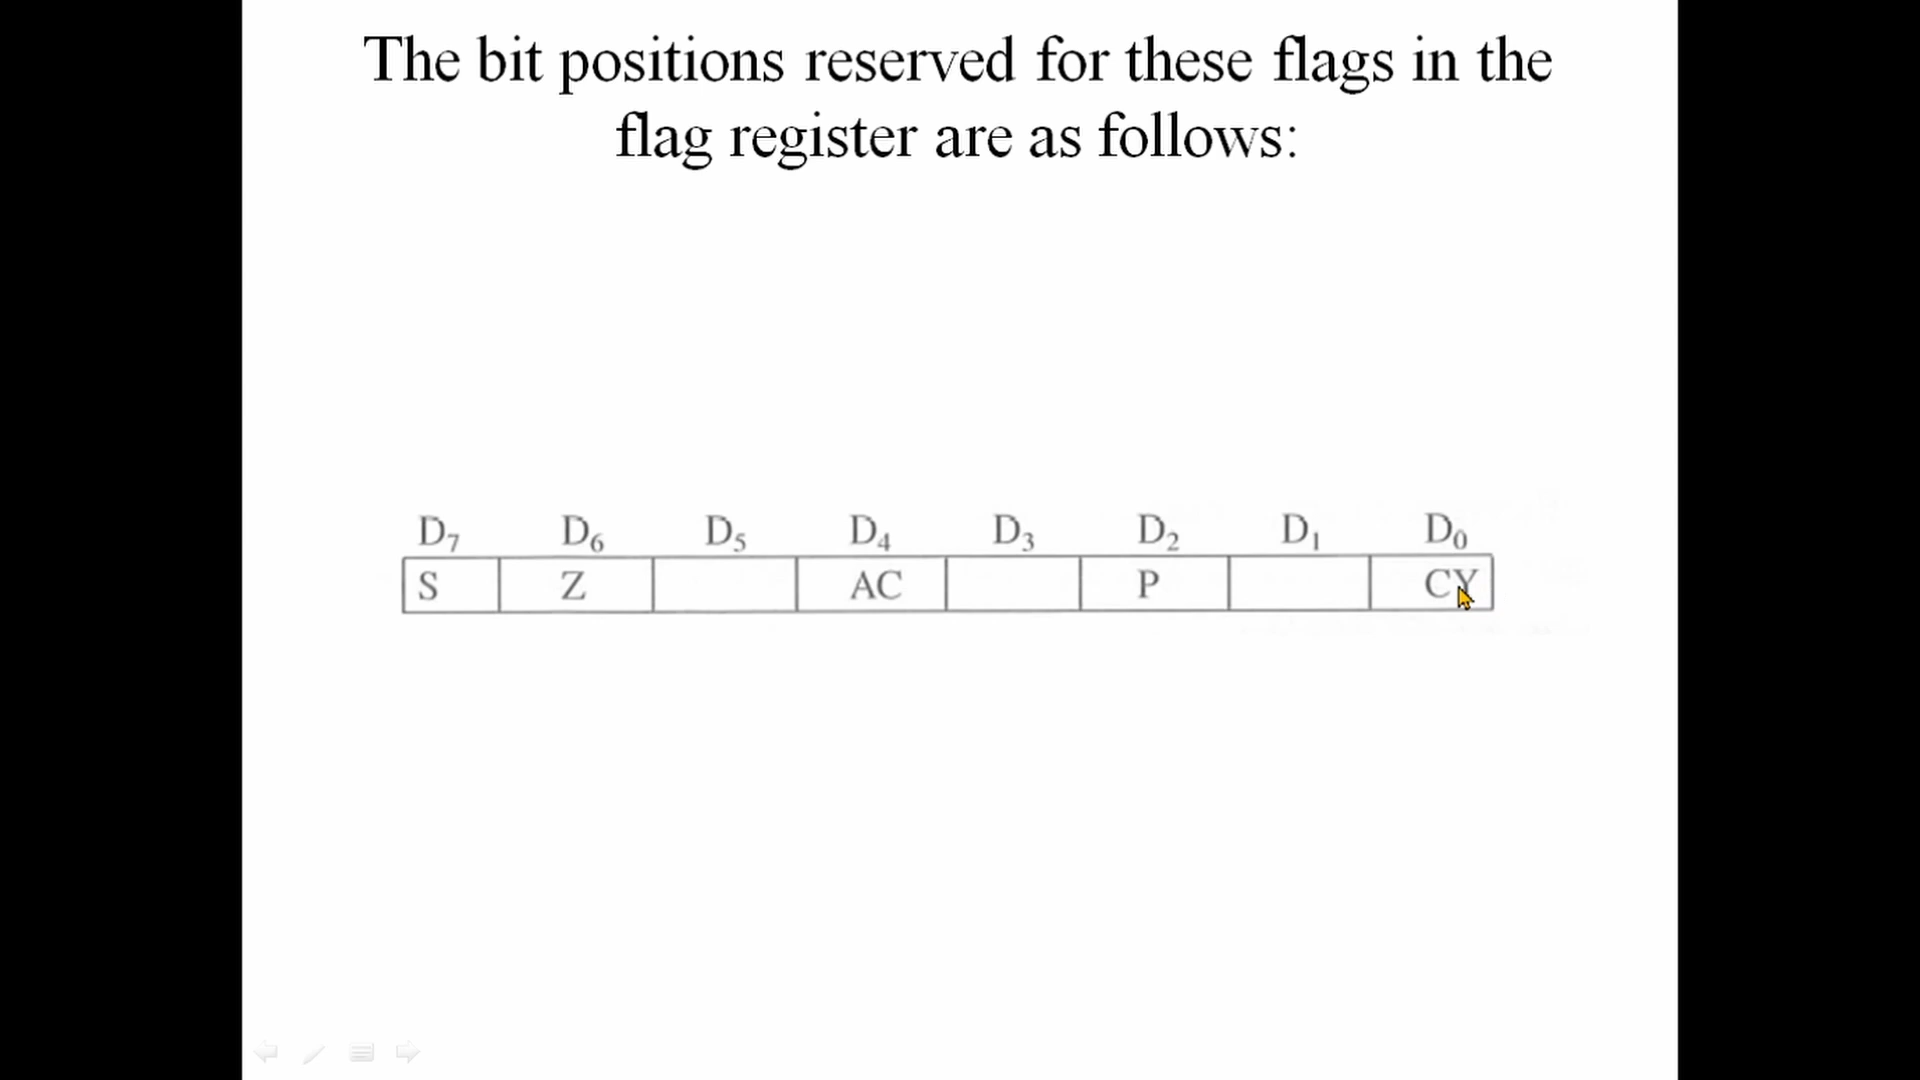 The bit positions reserved for these flags in the
flag register are as follows:
D7 D6 D5 D4 D3 D2 D1 D0
S Z AC P CY